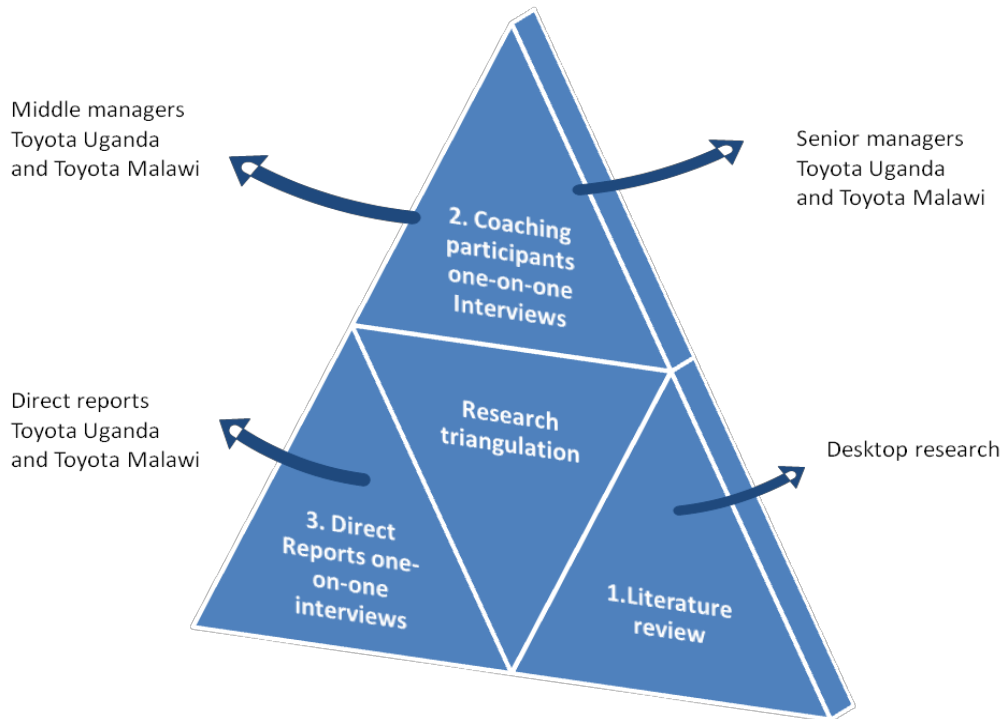 Middle managers
Toyota Uganda
and Toyota Malawi
Senior managers
Toyota Uganda
and Toyota Malawi
2. Coaching
participants
one-on-one
Interviews
Direct reports
Toyota Uganda
and Toyota Malawi
Research
triangulation
Desktop research
3. Direct
Reports one-
on-one
interviews
1.Literature
review